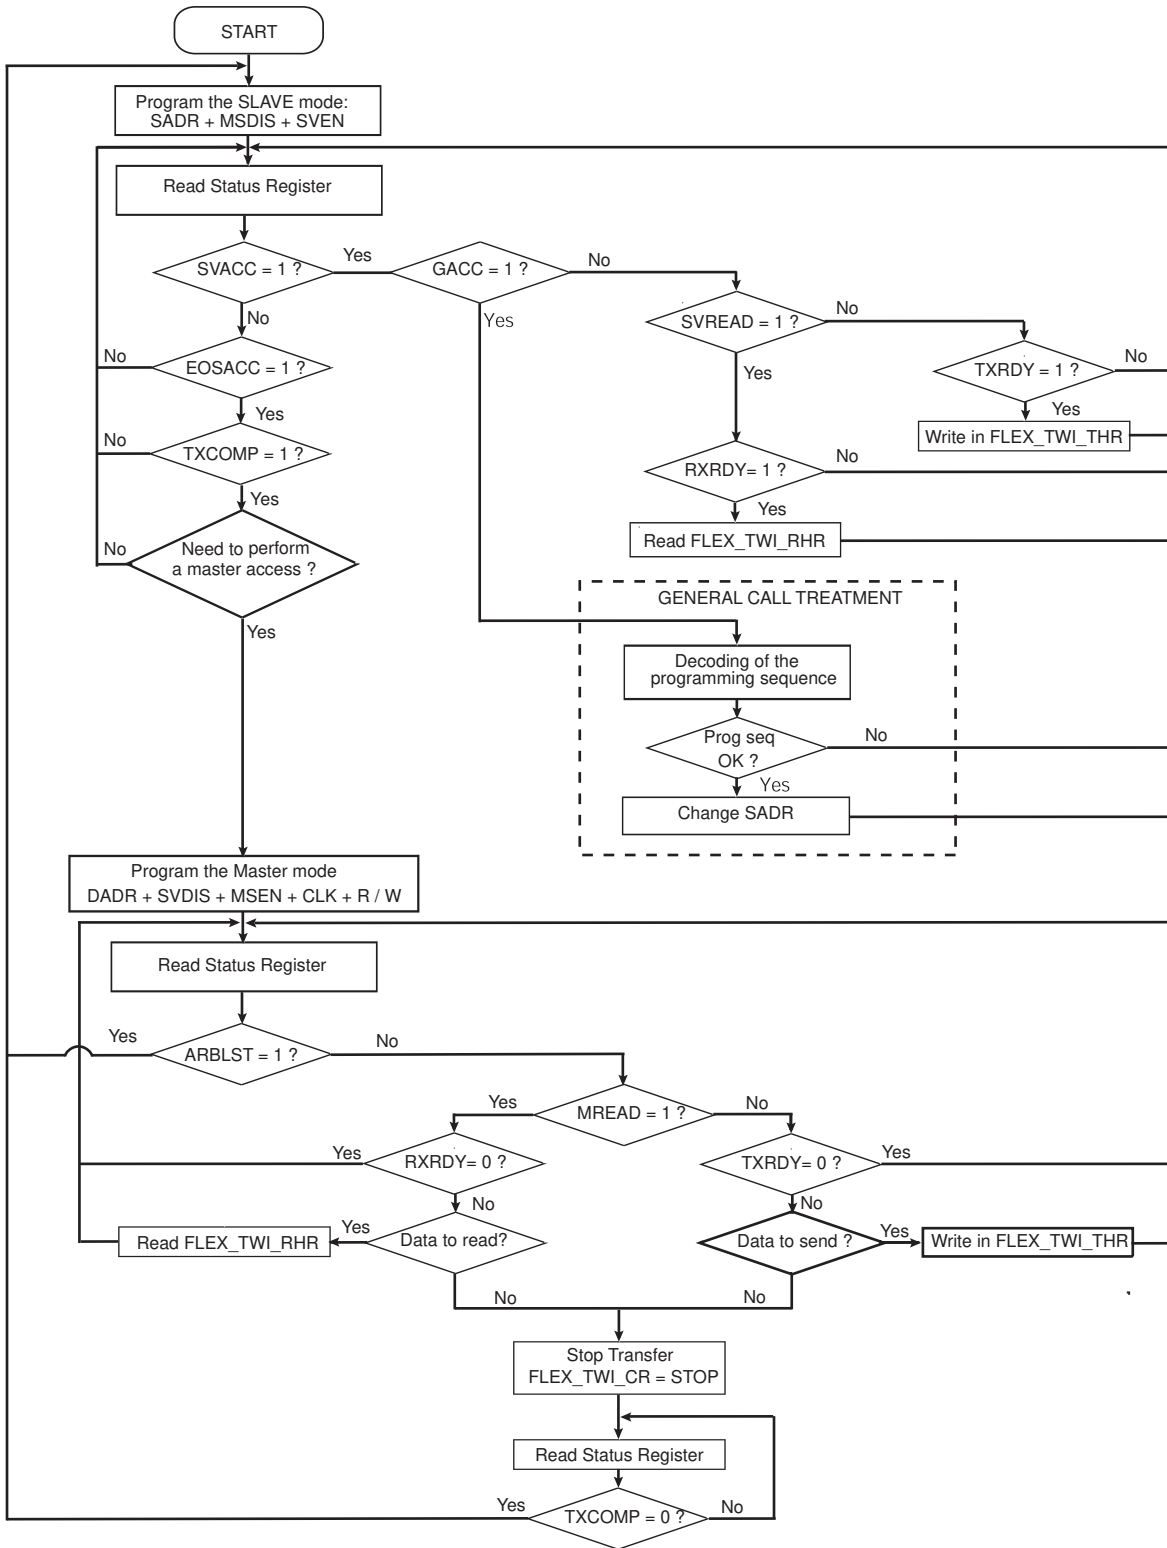 START
Program the SLAVE mode:
SADR + MSDIS + SVEN
Read Status Register
SVACC = 1 ?
Yes
GACC = 1 ?
No
SVREAD = 1 ?
No
TXRDY = 1 ?
No
No
Yes
EOSACC = 1 ?
No
Yes
Yes
Yes
Write in FLEX_TWI_THR
TXCOMP = 1 ?
No
RXRDY= 1 ?
No
Yes
Yes
Read FLEX_TWI_RHR
Need to perform
a master access ?
No
Yes
GENERAL CALL TREATMENT
Decoding of the
programming sequence
Prog seq
OK ?
No
Yes
Change SADR
Program the Master mode
DADR + SVDIS + MSEN + CLK + R / W
Read Status Register
Yes
ARBLST = 1 ?
No
Yes
MREAD = 1 ?
No
Yes
RXRDY= 0 ?
TXRDY= 0 ?
Yes
No
No
Read FLEX_TWI_RHR
Yes
Data to read?
Data to send ?
Yes
Write in FLEX_TWI_THR
No
No
Stop Transfer
FLEX_TWI_CR = STOP
Read Status Register
Yes
TXCOMP = 0 ?
No